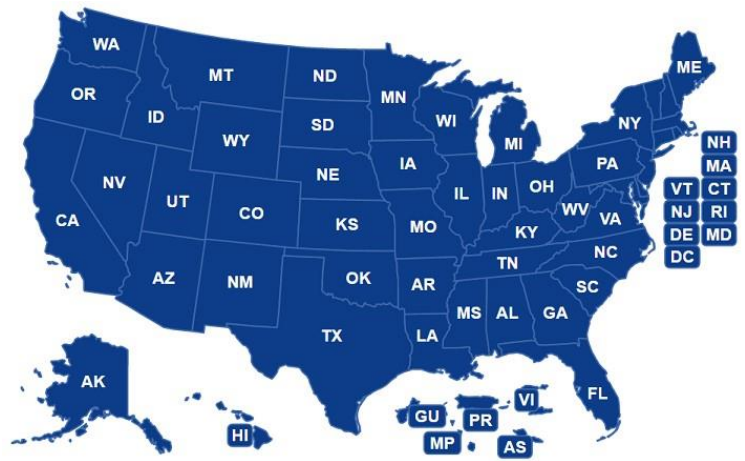 WA
MT
ND
MN
ME
OR
ID
SD
WI
MI
NY
WY
NH
NV
NE
IA
PA
MA
UT
CO
IL
IN
OH
VT
CT
CA
KS
MO
WV
VA
NJ
RI
KY
DE
MD
AZ
NM
OK
AR
TN
NC
DC
TX
LA
MS
AL
GA
SC
AK
FL
HI
GU
PR
VI
MP
AS